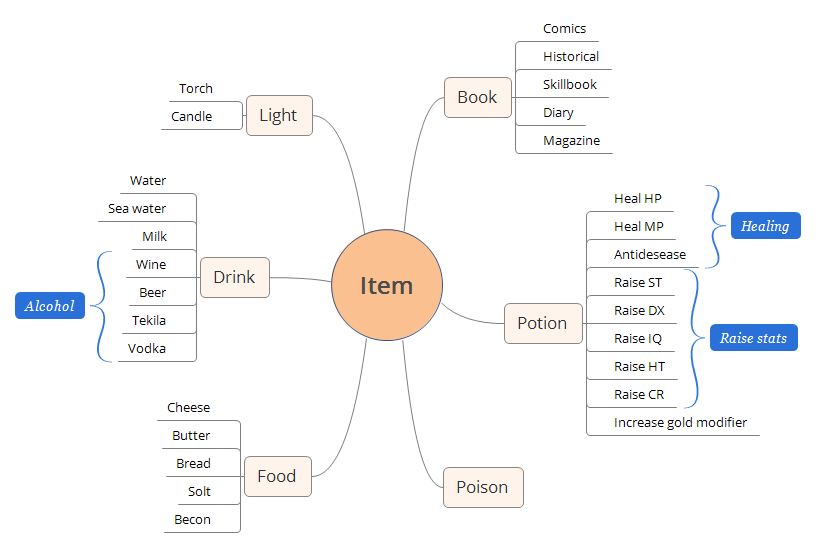 Item
Book
Comics
Historical
Skillbook
Diary
Magazine
Potion
Heal HP
Heal MP
Antidesease
Healing
Raise ST
Raise DX
Raise IQ
Raise HT
Raise CR
Raise stats
Increase gold modifier
Poison
Light
Torch
Candle
Drink
Water
Sea water
Milk
Wine
Beer
Tekila
Vodka
Alcohol
Food
Cheese
Butter
Bread
Solt
Becon